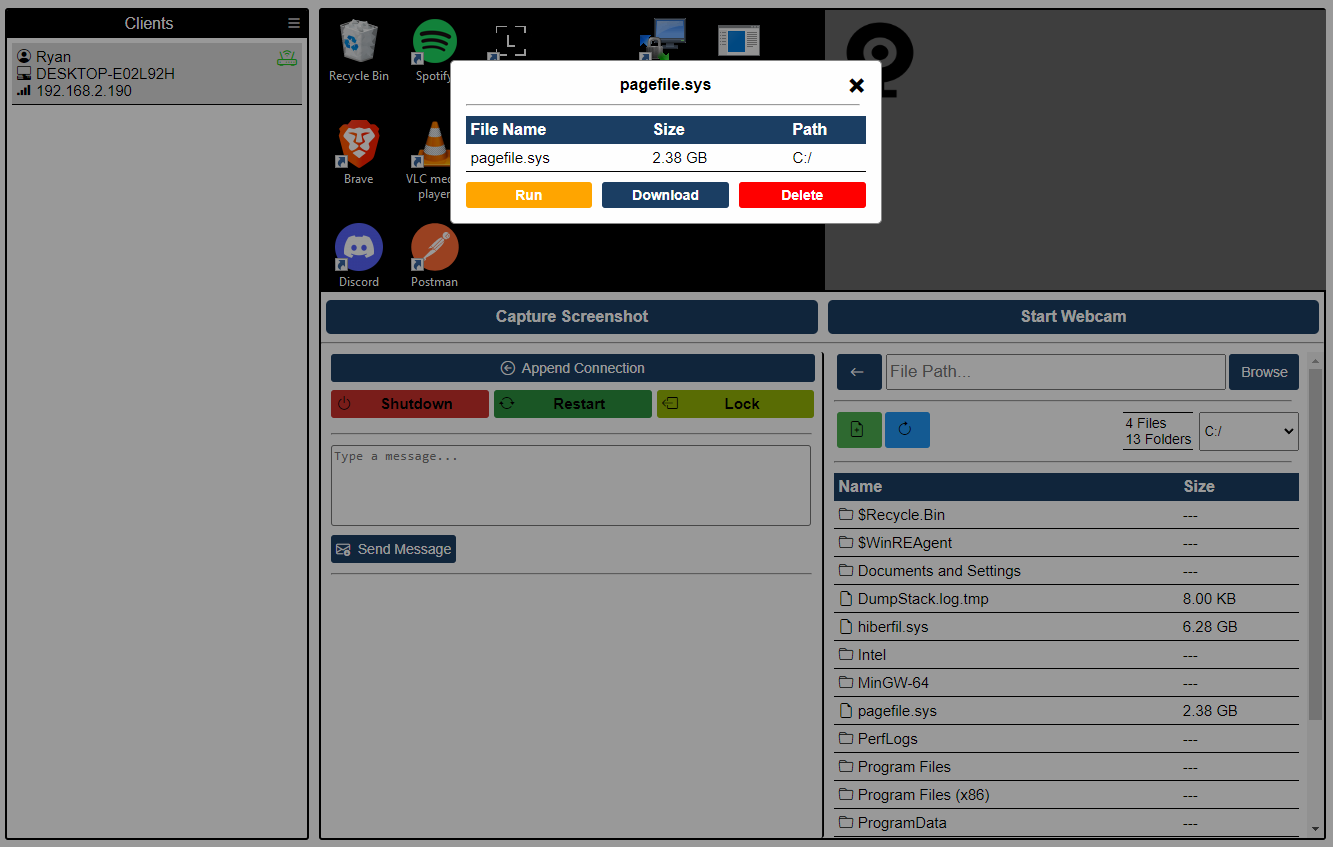 Clients
Ryan
DESKTOP-E02L92H
192.168.2.190
Recycle Bin
Spotify
L
Brave
VLC media
player
Discord
Postman
pagefile.sys
File Name Size Path
pagefile.sys 2.38 GB C:/
Run Download Delete
Capture Screenshot Start Webcam
Append Connection
Shutdown Restart Lock
Type a message...
Send Message
File Path... Browse
4 Files
13 Folders
C:/
Name Size
$Recycle.Bin ---
$WinREAgent ---
Documents and Settings ---
DumpStack.log.tmp 8.00 KB
hiberfil.sys 6.28 GB
Intel ---
MinGW-64 ---
pagefile.sys 2.38 GB
PerfLogs ---
Program Files ---
Program Files (x86) ---
ProgramData ---